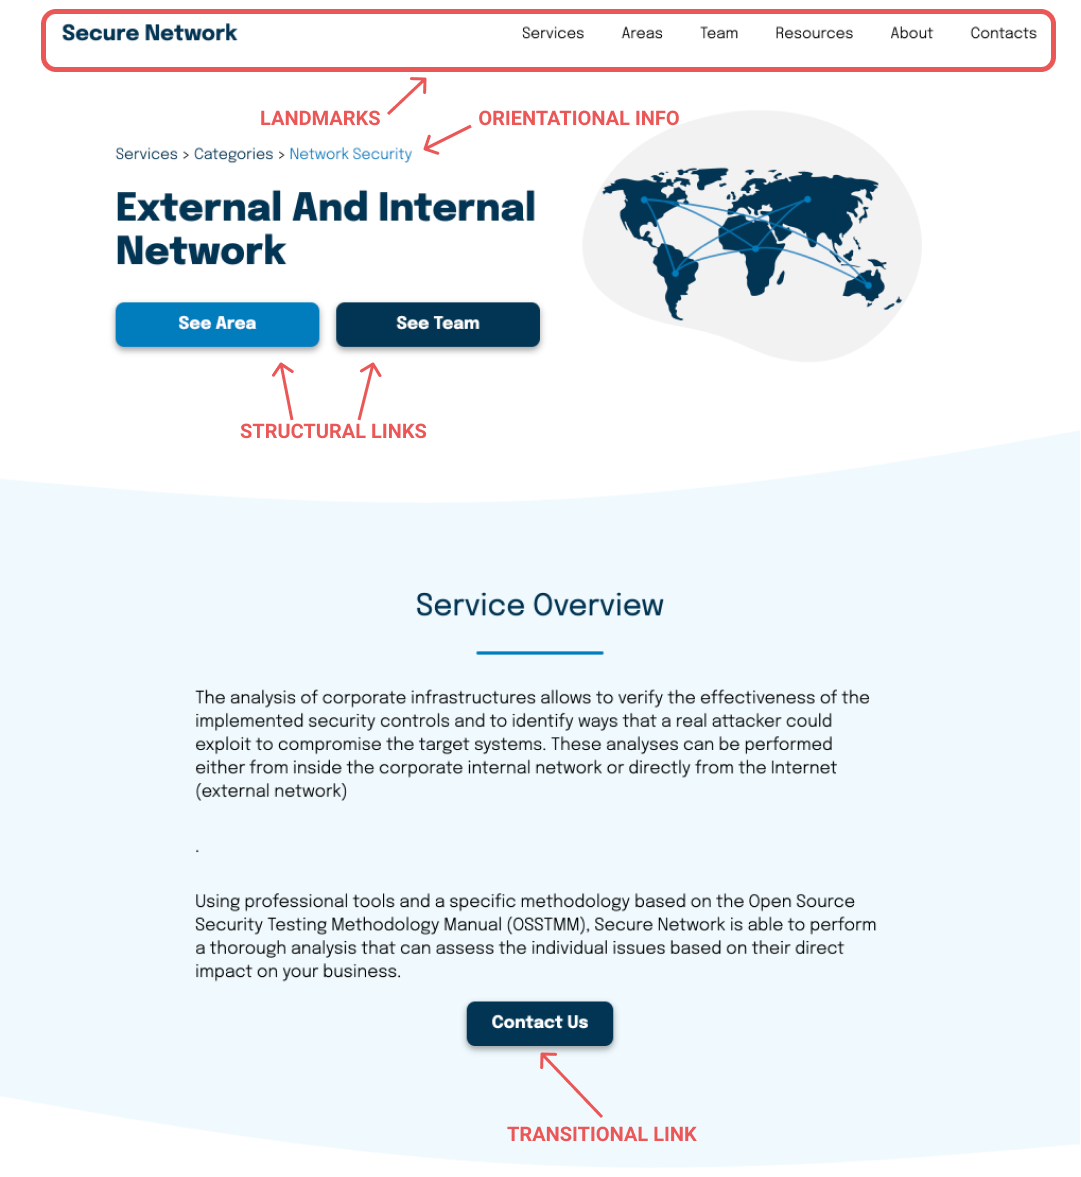 Secure Network
Services Areas Team Resources About Contacts
LANDMARKS
ORIENTATIONAL INFO
Services > Categories > Network Security
External And Internal
Network
See Area
See Team
STRUCTURAL LINKS
Service Overview
The analysis of corporate infrastructures allows to verify the effectiveness of the
implemented security controls and to identify ways that a real attacker could
exploit to compromise the target systems. These analyses can be performed
either from inside the corporate internal network or directly from the Internet
(external network)
.
Using professional tools and a specific methodology based on the Open Source
Security Testing Methodology Manual (OSSTMM), Secure Network is able to perform
a thorough analysis that can assess the individual issues based on their direct
impact on your business.
Contact Us
TRANSITIONAL LINK